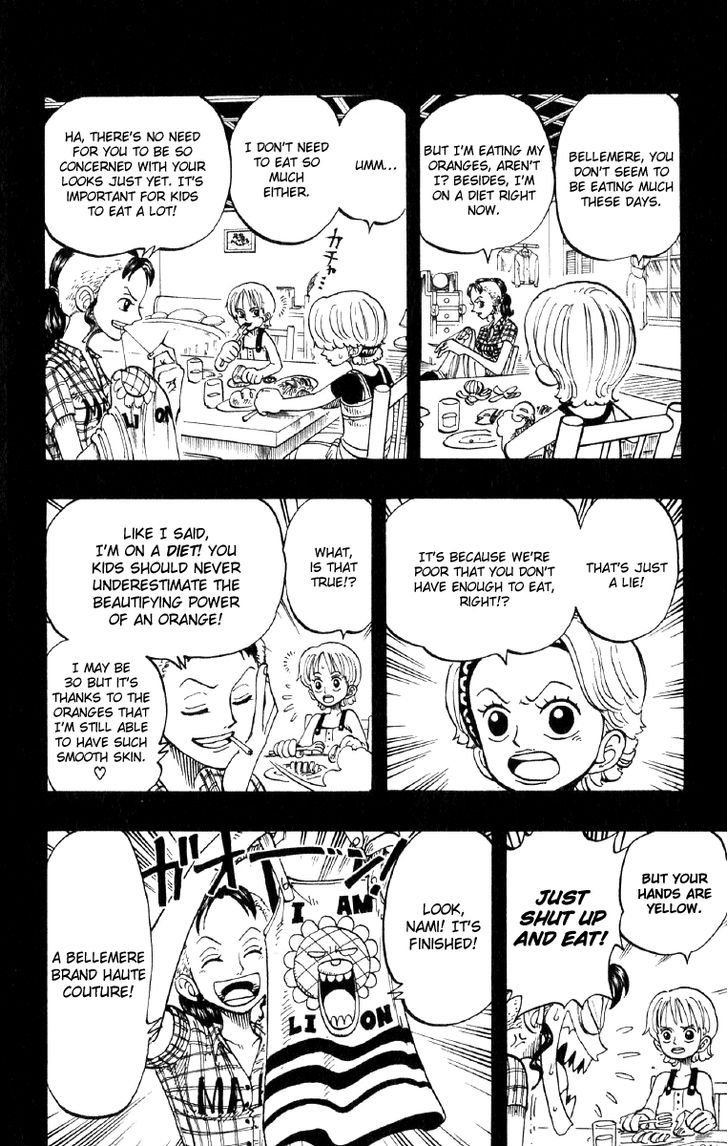 BELLEMERE, YOU
DON'T SEEM TO
BE EATING MUCH
THESE DAYS.
BUT I'M EATING MY
ORANGES, AREN'T
I? BESIDES, I'M
ON A DIET RIGHT
NOW.
UMM...
I DON'T NEED
TO EAT SO
MUCH
EITHER.
HA, THERE'S NO NEED
FOR YOU TO BE SO
CONCERNED WITH YOUR
LOOKS JUST YET. IT'S
IMPORTANT FOR KIDS
TO EAT A LOT!
カチャ…
MA
LI ON
THAT'S JUST
A LIE!
IT'S BECAUSE WE'RE
POOR THAT YOU DON'T
HAVE ENOUGH TO EAT,
RIGHT!?
WHAT,
IS THAT
TRUE!?
LIKE I SAID,
I'M ON A DIET! YOU
KIDS SHOULD NEVER
UNDERESTIMATE THE
BEAUTIFYING POWER
OF AN ORANGE!
I MAY BE
30 BUT IT'S
THANKS TO THE
ORANGES THAT
I'M STILL ABLE
TO HAVE SUCH
SMOOTH SKIN.
♡
BUT YOUR
HANDS ARE
YELLOW.
JUST
SHUT UP
AND EAT!
LOOK,
NAMI! IT'S
FINISHED!
ガオーーッ
I AM
LI ON
A BELLEMERE
BRAND HAUTE
COUTURE!
MA